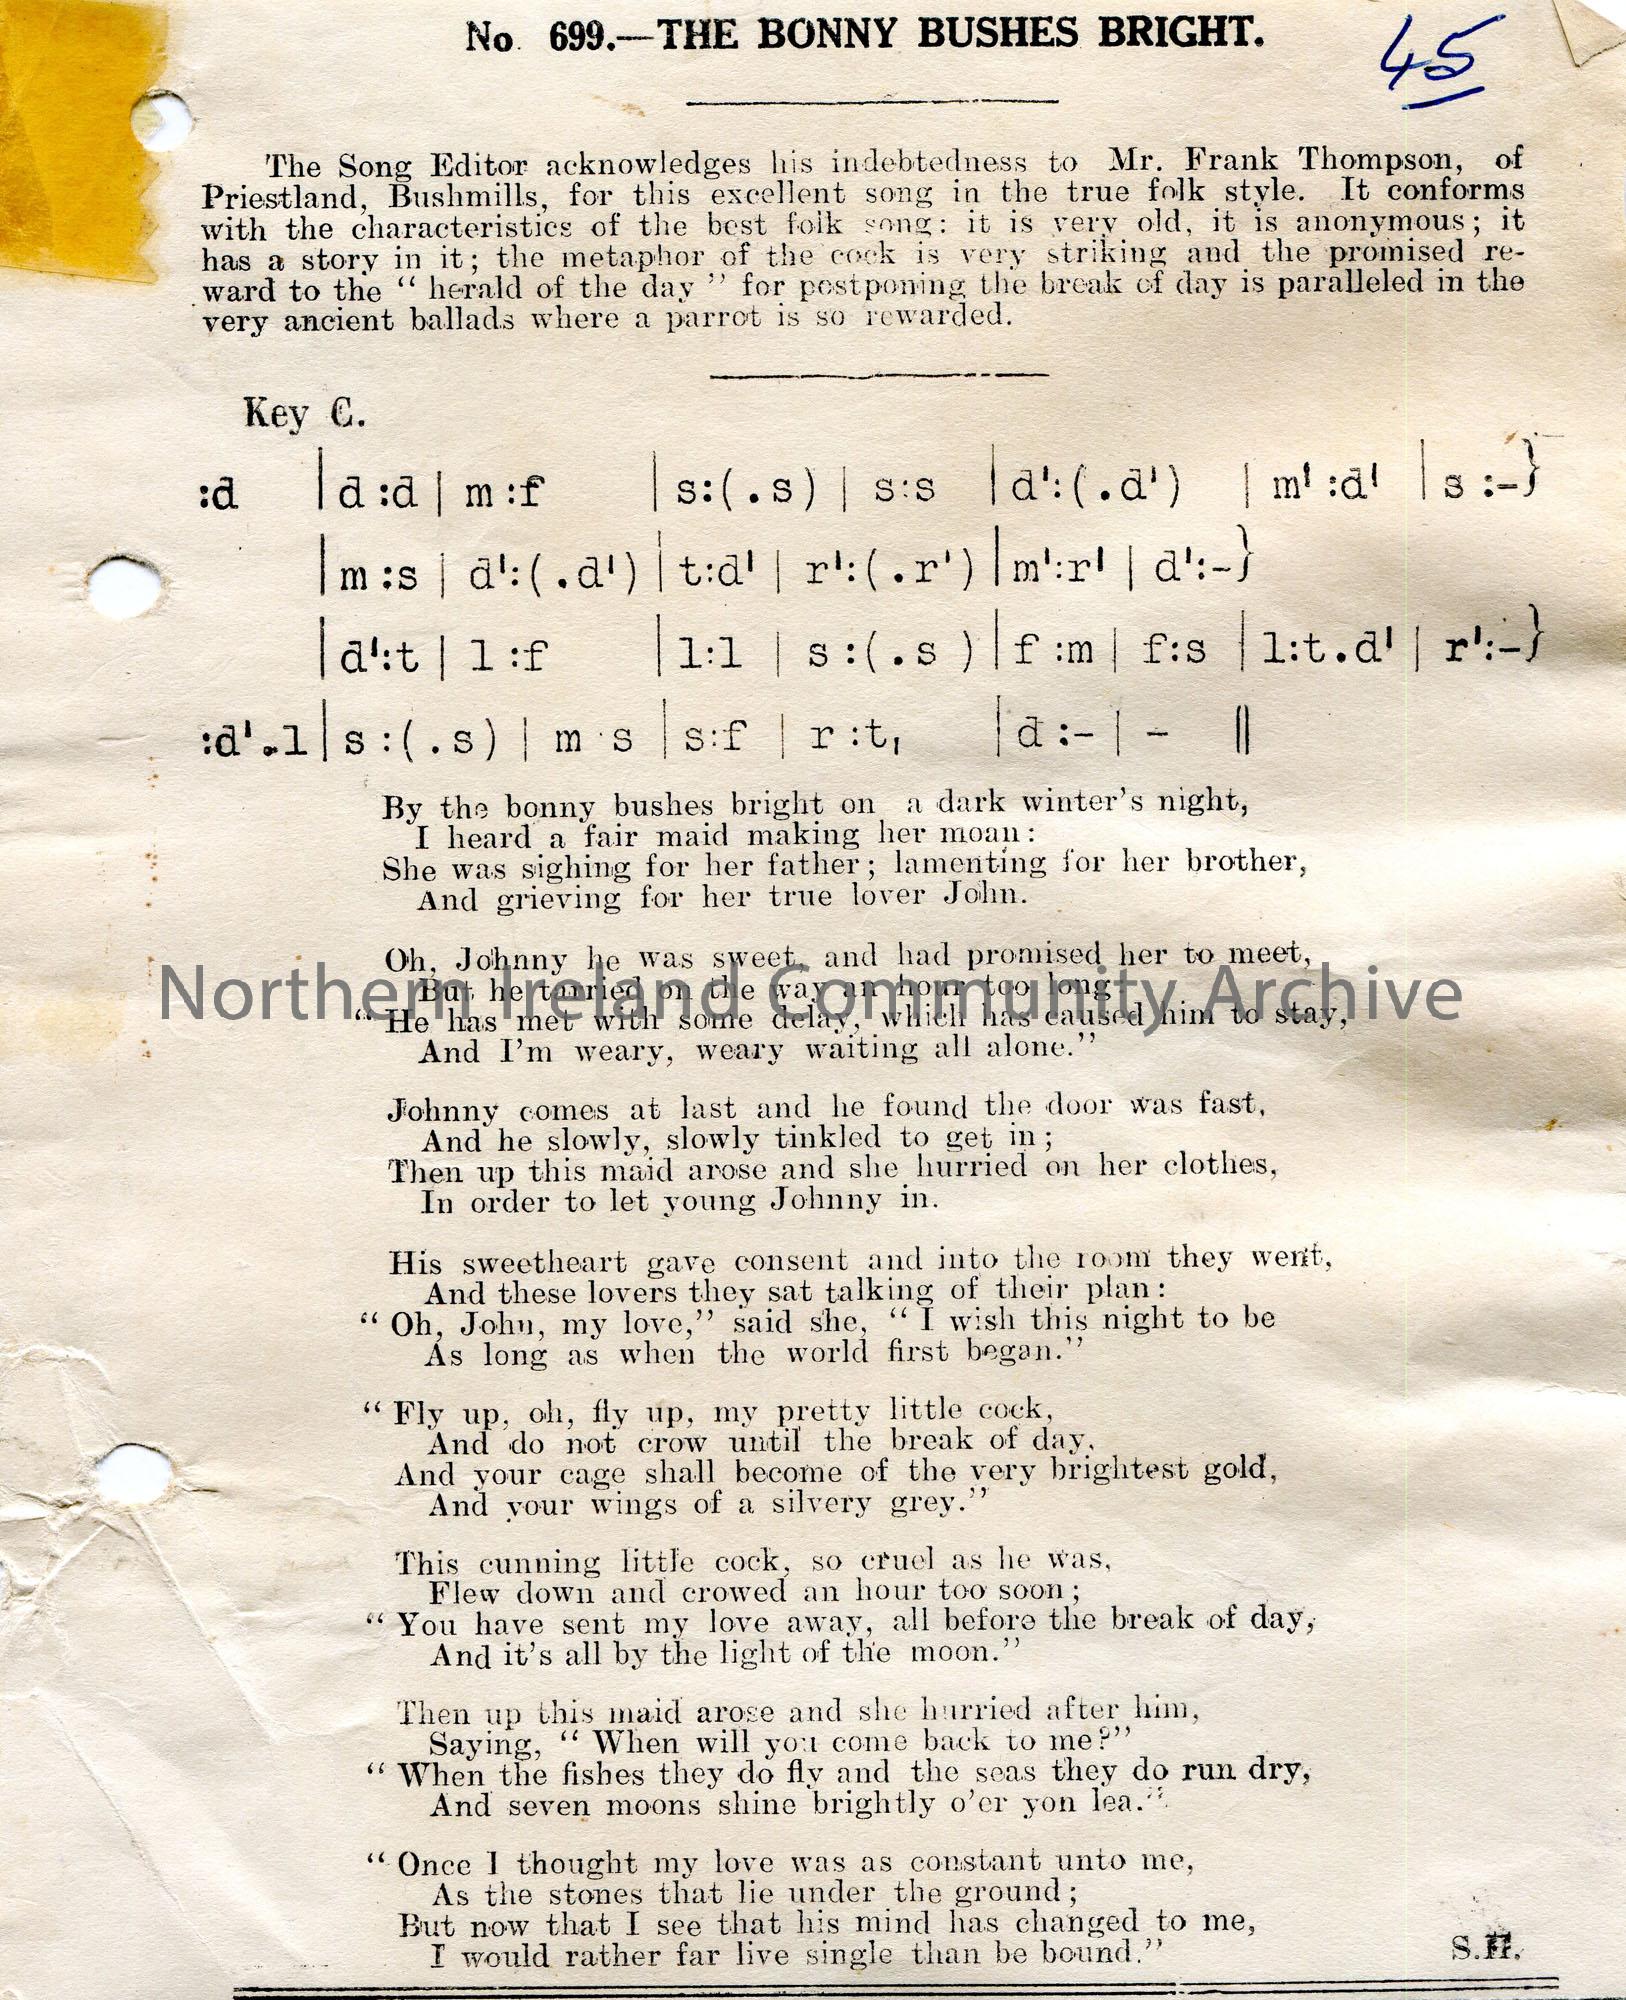 No. 699.—THE BONNY BUSHES BRIGHT.
45
The Song Editor acknowledges his indebtedness to Mr. Frank Thompson, of
Priestland, Bushmills, for this excellent song in the true folk style. It conforms
with the characteristics of the best folk song: it is very old, it is anonymous; it
has a story in it; the metaphor of the cock is very striking and the promised re-
ward to the “ herald of the day ” for postponing the break of day is paralleled in the
very ancient ballads where a parrot is so rewarded.
Key C.
:d |d :d | m :f |s:(.s) | s:s |d':(.d') | m' :d' |s :-}
|m :s | d':(.d') |t:d' | r':(.r') |m':r' | d':-}
|d':t | l :f |l:l | s :(.s ) |f :m | f:s |l:t.d' | r':-}
:d'.l |s :(.s) | m : s |s:f | r :t, |d :- | - ||
By the bonny bushes bright on a dark winter's night,
I heard a fair maid making her moan:
She was sighing for her father; lamenting for her brother,
And grieving for her true lover John.
Oh, Johnny he was sweet, and had promised her to meet,
But he tarried on the way an hour too long.
Northern Ireland Community Archive
“ He has met with some delay, which has caused him to stay,
And I'm weary, weary waiting all alone.”
Johnny comes at last and he found the door was fast,
And he slowly, slowly tinkled to get in;
Then up this maid arose and she hurried on her clothes,
In order to let young Johnny in.
His sweetheart gave consent and into the room they went,
And these lovers they sat talking of their plan:
“ Oh, John, my love,” said she, “ I wish this night to be
As long as when the world first began.”
“ Fly up, oh, fly up, my pretty little cock,
And do not crow until the break of day,
And your cage shall become of the very brightest gold,
And your wings of a silvery grey.”
This cunning little cock, so cruel as he was,
Flew down and crowed an hour too soon;
“ You have sent my love away, all before the break of day,
And it's all by the light of the moon.”
Then up this maid arose and she hurried after him,
Saying, “ When will you come back to me?”
“ When the fishes they do fly and the seas they do run dry,
And seven moons shine brightly o'er yon lea.”
“ Once I thought my love was as constant unto me,
As the stones that lie under the ground;
But now that I see that his mind has changed to me,
I would rather far live single than be bound.”
S.H.